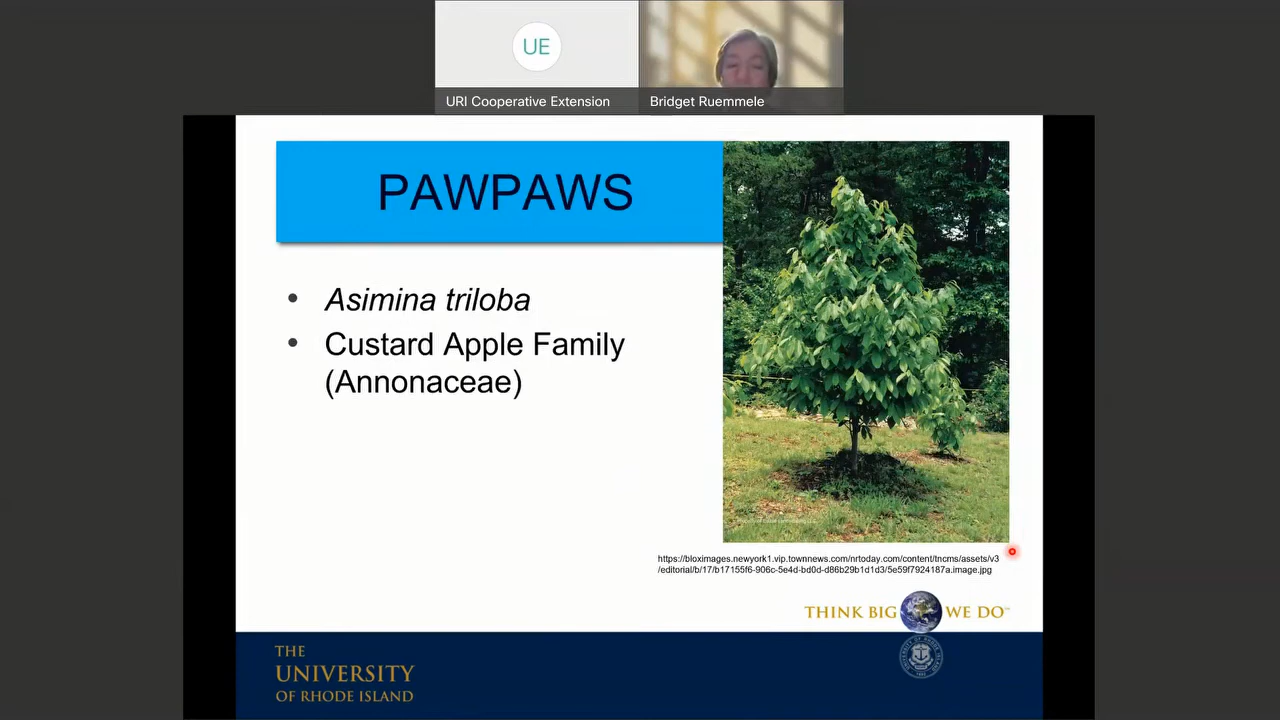 UE
URI Cooperative Extension
Bridget Ruemmele
PAWPAWS
• Asimina triloba
• Custard Apple Family
(Annonaceae)
https://bloximages.newyork1.vip.townnews.com/nrtoday.com/content/tncms/assets/v3
/editorial/b/17/b17155f6-906c-5e4d-bd0d-d86b29b1d1d3/5e59f7924187a.image.jpg
THINK BIG WE DO™
THE
UNIVERSITY
OF RHODE ISLAND